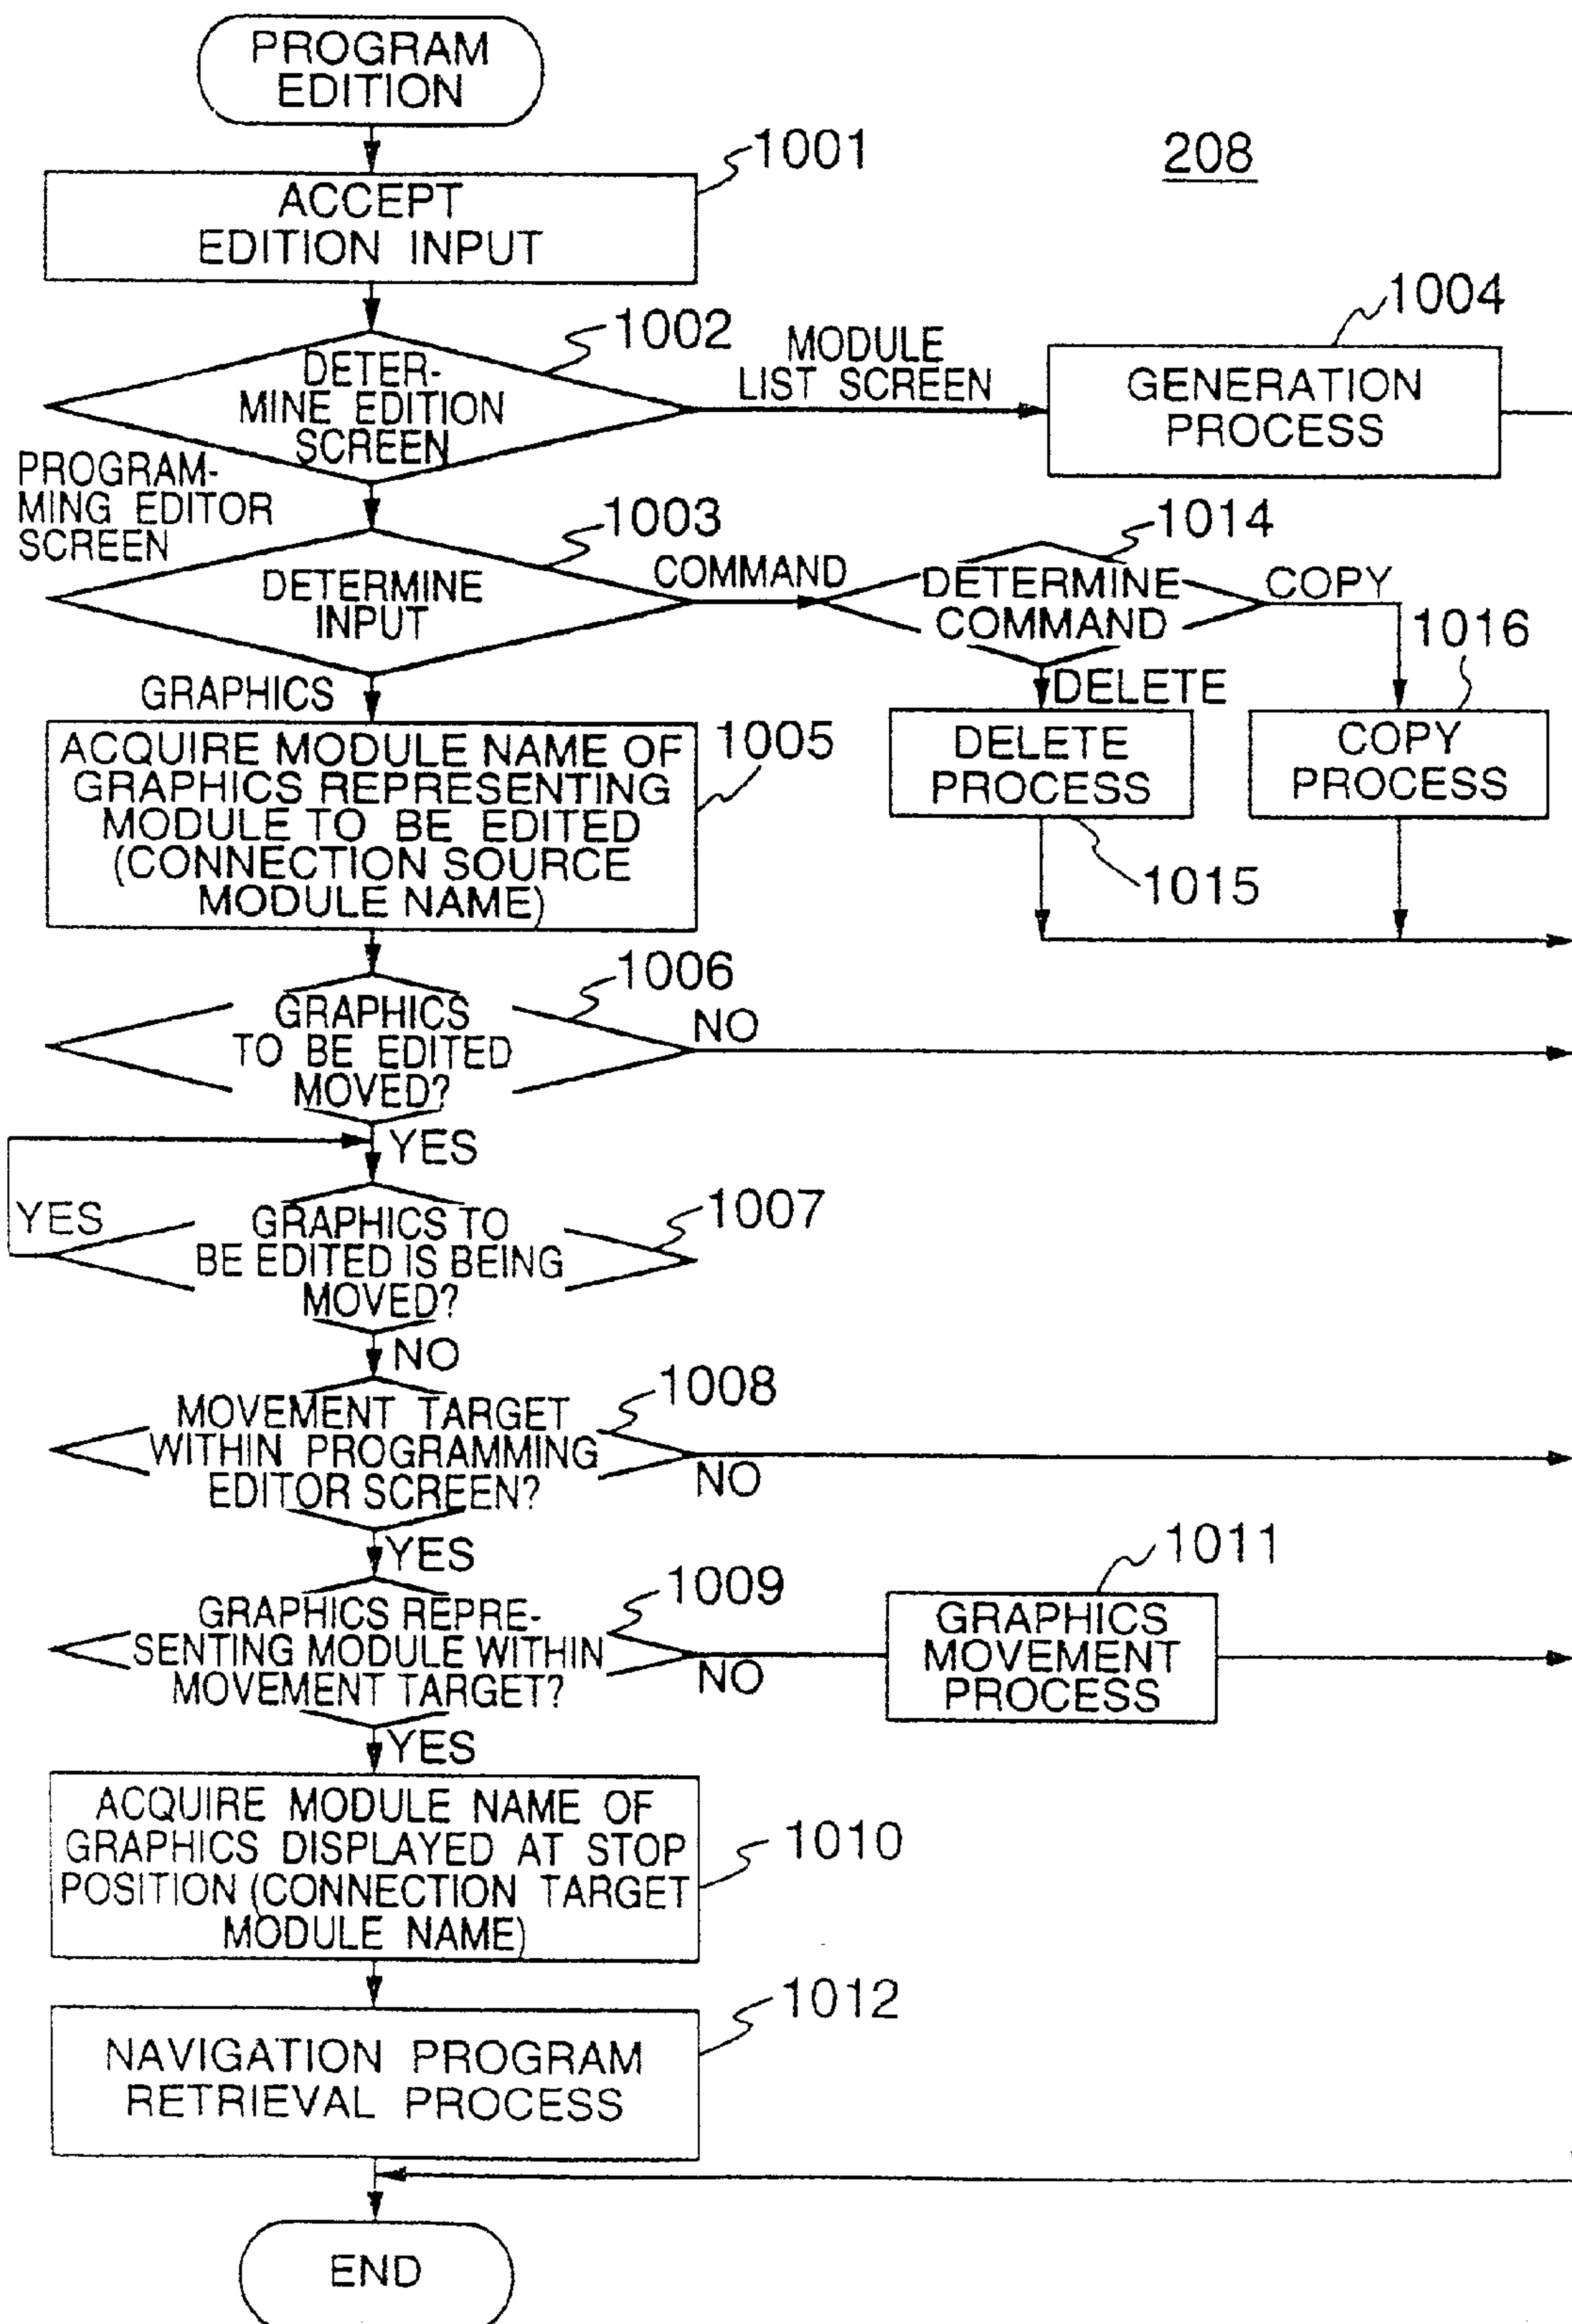 PROGRAM
EDITION
1001
208
ACCEPT
EDITION INPUT
1002
DETER-
MINE EDITION
SCREEN
MODULE
LIST SCREEN
1004
GENERATION
PROCESS
PROGRAM-
MING EDITOR
SCREEN
1003
DETERMINE
INPUT
COMMAND
1014
DETERMINE
COMMAND
COPY
1016
GRAPHICS
DELETE
ACQUIRE MODULE NAME OF
GRAPHICS REPRESENTING
MODULE TO BE EDITED
(CONNECTION SOURCE
MODULE NAME)
1005
DELETE
PROCESS
1015
COPY
PROCESS
1006
GRAPHICS
TO BE EDITED
MOVED?
NO
YES
YES
1007
GRAPHICS TO
BE EDITED IS BEING
MOVED?
NO
1008
MOVEMENT TARGET
WITHIN PROGRAMMING
EDITOR SCREEN?
NO
YES
1009
GRAPHICS REPRE-
SENTING MODULE WITHIN
MOVEMENT TARGET?
NO
1011
GRAPHICS
MOVEMENT
PROCESS
YES
ACQUIRE MODULE NAME OF
GRAPHICS DISPLAYED AT STOP
POSITION (CONNECTION TARGET
MODULE NAME)
1010
1012
NAVIGATION PROGRAM
RETRIEVAL PROCESS
END